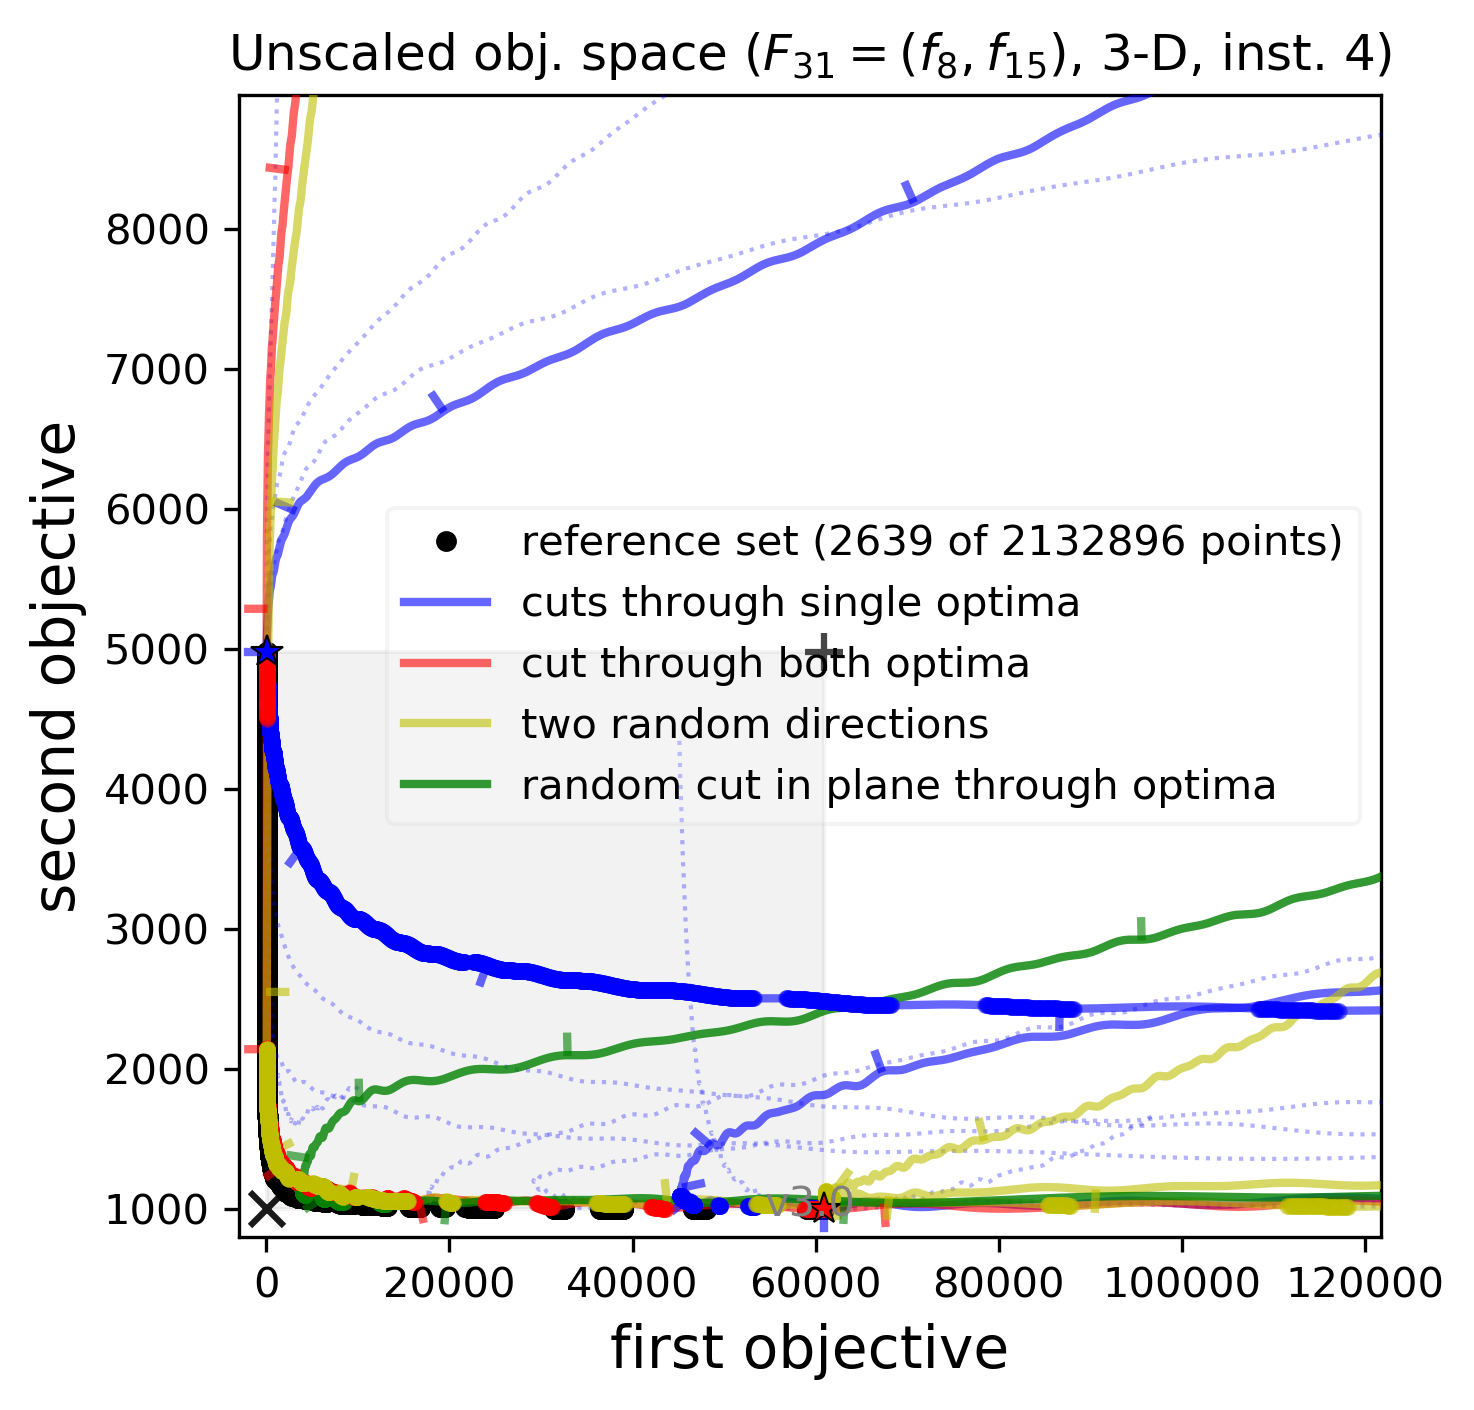 Unscaled obj. space (F31 = (f8, f15), 3-D, inst. 4)
8000
7000
6000
5000
4000
3000
2000
1000
second objective
reference set (2639 of 2132896 points)
cuts through single optima
cut through both optima
two random directions
random cut in plane through optima
v3.0
0 20000 40000 60000 80000 100000 120000
first objective